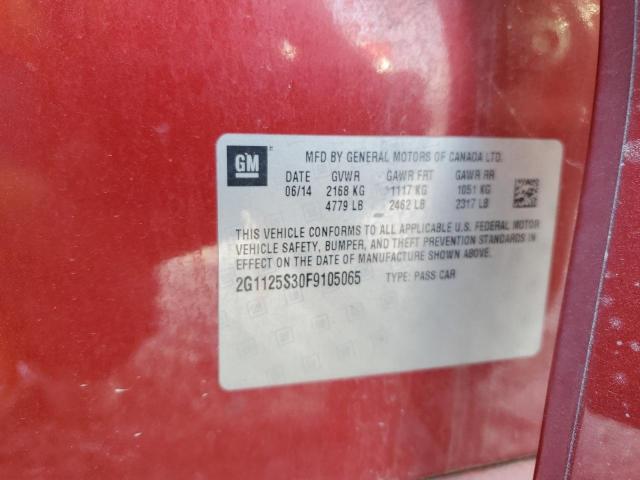 GM
MFD BY GENERAL MOTORS OF CANADA LTD.
DATE GVWR GAWR FRT GAWR RR
06/14 2168 KG 1117 KG 1051 KG
4779 LB 2462 LB 2317 LB
THIS VEHICLE CONFORMS TO ALL APPLICABLE U.S. FEDERAL MOTOR
VEHICLE SAFETY, BUMPER, AND THEFT PREVENTION STANDARDS IN
EFFECT ON THE DATE OF MANUFACTURE SHOWN ABOVE.
2G1125S30F9105065 TYPE: PASS CAR